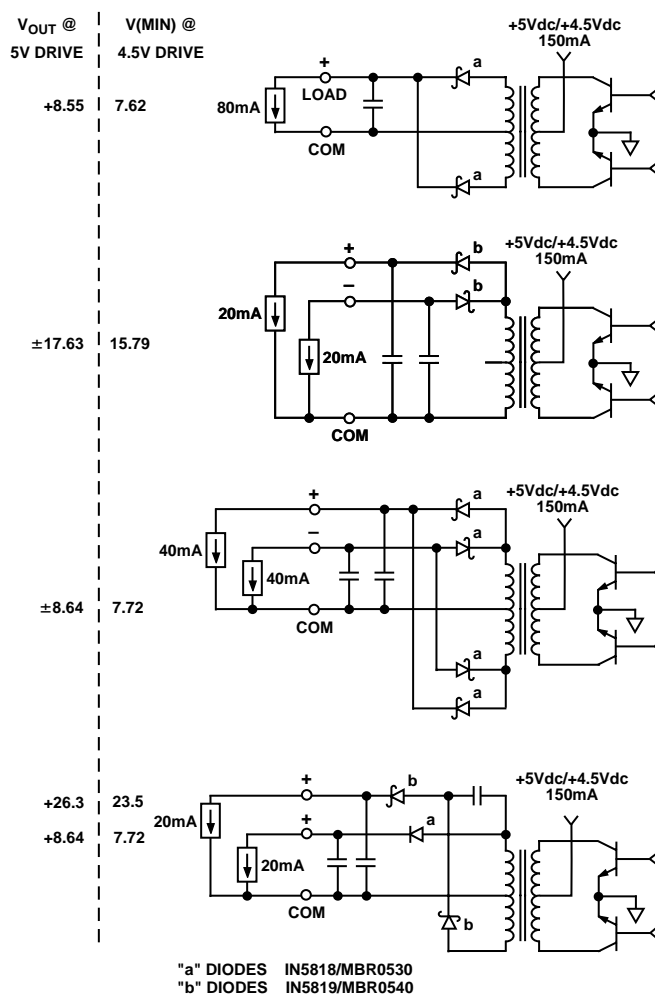 VOUT @
5V DRIVE
V(MIN) @
4.5V DRIVE
+5Vdc/+4.5Vdc
150mA
+8.55
7.62
80mA
+
LOAD
COM
a
a
+5Vdc/+4.5Vdc
150mA
±17.63
15.79
20mA
20mA
+
–
COM
b
b
+5Vdc/+4.5Vdc
150mA
±8.64
7.72
40mA
40mA
+
–
COM
a
a
a
a
+5Vdc/+4.5Vdc
150mA
+26.3
23.5
+8.64
7.72
20mA
20mA
+
+
COM
b
a
b
"a" DIODES IN5818/MBR0530
"b" DIODES IN5819/MBR0540